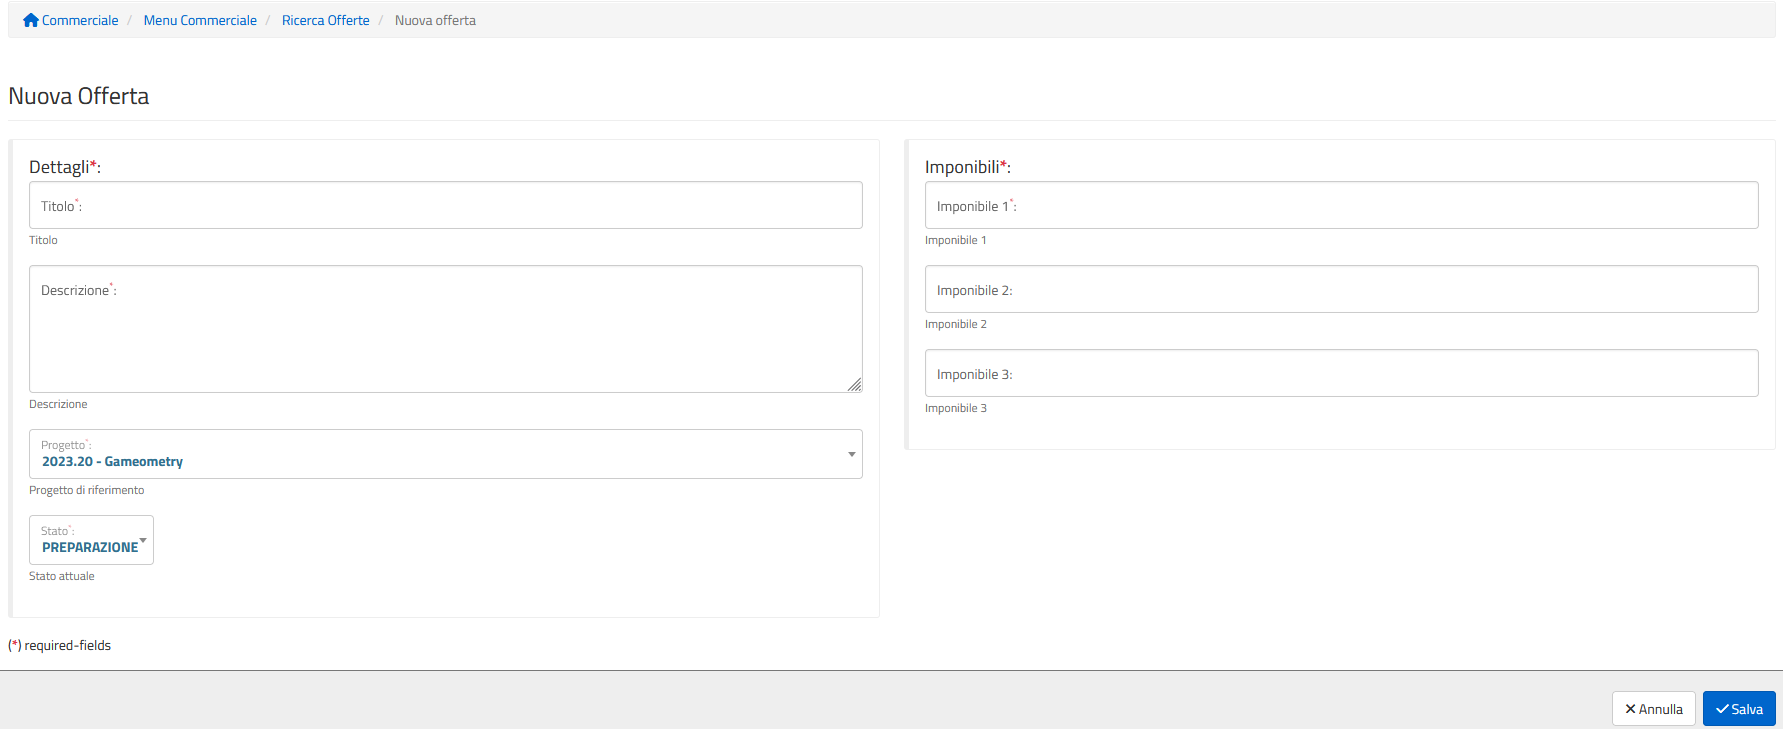 Commerciale / Menu Commerciale / Ricerca Offerte / Nuova offerta
Nuova Offerta
Dettagli*:
Titolo*:
Titolo
Descrizione*:
Descrizione
Progetto*:
2023.20 - Gameometry
Progetto di riferimento
Stato*:
PREPARAZIONE
Stato attuale
Imponibili*:
Imponibile 1*:
Imponibile 1
Imponibile 2:
Imponibile 2
Imponibile 3:
Imponibile 3
(*) required-fields
Annulla
Salva